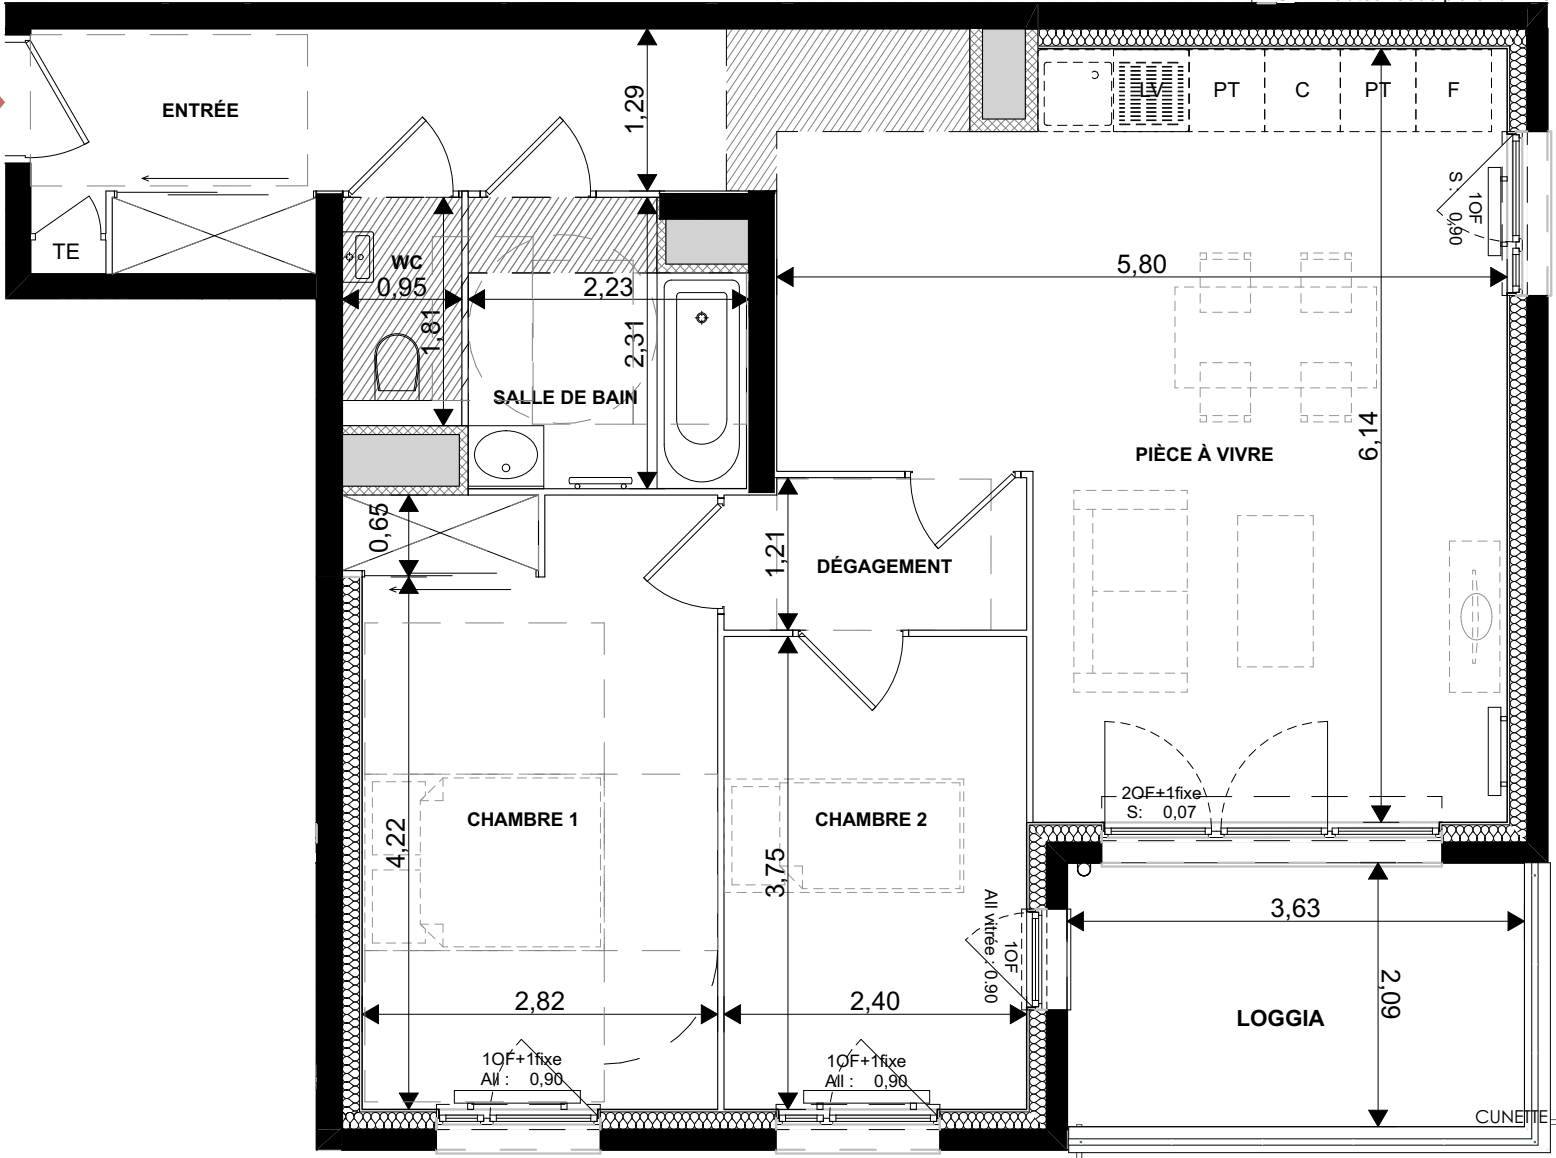 ENTRÉE
1,29
LV
PT
C
PT
F
TE
WC
0,95
1,81
2,23
2,31
SALLE DE BAIN
5,80
S: 0,90
1OF
6,14
PIÈCE À VIVRE
0,65
1,21
DÉGAGEMENT
2OF+1fixe
S: 0,07
CHAMBRE 1
4,22
CHAMBRE 2
3,75
All vitrée : 0.90
1OF
2,82
2,40
1OF+1fixe
All : 0,90
1OF+1fixe
All : 0,90
3,63
2,09
LOGGIA
CUNETTE